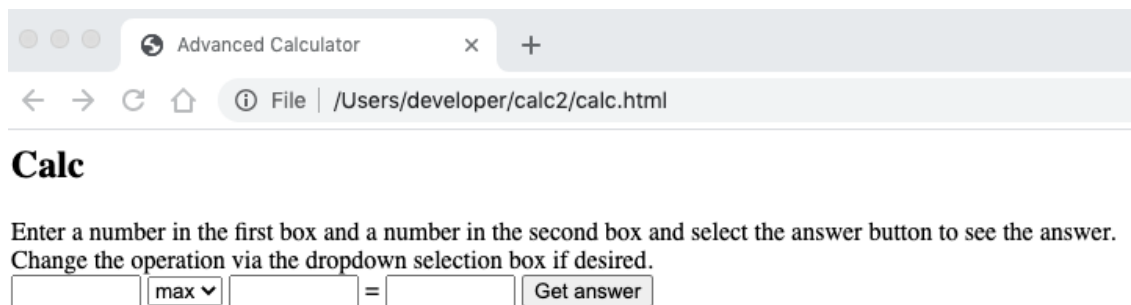 Advanced Calculator
File /Users/developer/calc2/calc.html
Calc
Enter a number in the first box and a number in the second box and select the answer button to see the answer.
Change the operation via the dropdown selection box if desired.
max = Get answer